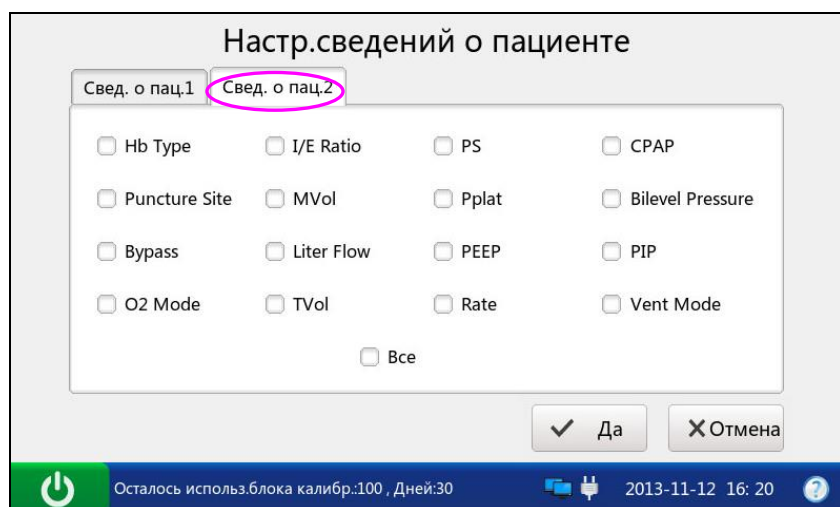 Настр.сведений о пациенте
Свед. о пац.1 Свед. о пац.2
Hb Type I/E Ratio PS CPAP
Puncture Site MVol Pplat Bilevel Pressure
Bypass Liter Flow PEEP PIP
O2 Mode TVol Rate Vent Mode
Все
Да Отмена
Осталось использ.блока калибр.:100 , Дней:30 2013-11-12 16: 20